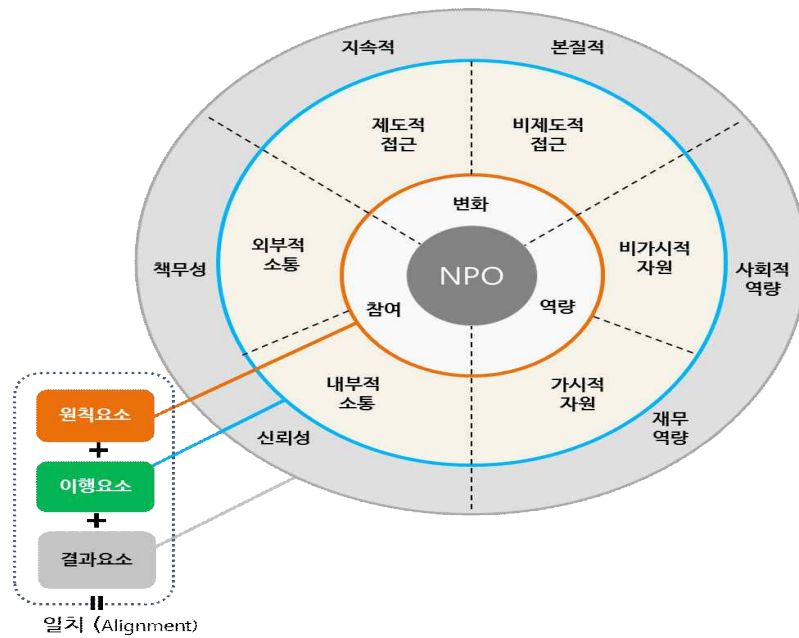 지속적
본질적
제도적
접근
비제도적
접근
변화
외부적
소통
NPO
비가시적
자원
책무성
사회적
역량
참여
역량
내부적
소통
가시적
자원
원칙요소
신뢰성
재무
역량
+
이행요소
+
결과요소
=
일치 (Alignment)